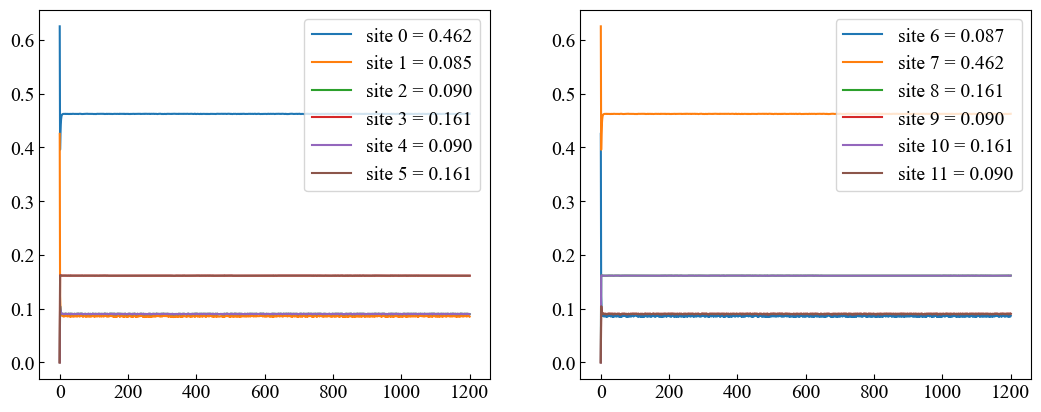 0.6
0.5
0.4
0.3
0.2
0.1
0.0
0 200 400 600 800 1000 1200
site 0 = 0.462
site 1 = 0.085
site 2 = 0.090
site 3 = 0.161
site 4 = 0.090
site 5 = 0.161
0.6
0.5
0.4
0.3
0.2
0.1
0.0
0 200 400 600 800 1000 1200
site 6 = 0.087
site 7 = 0.462
site 8 = 0.161
site 9 = 0.090
site 10 = 0.161
site 11 = 0.090